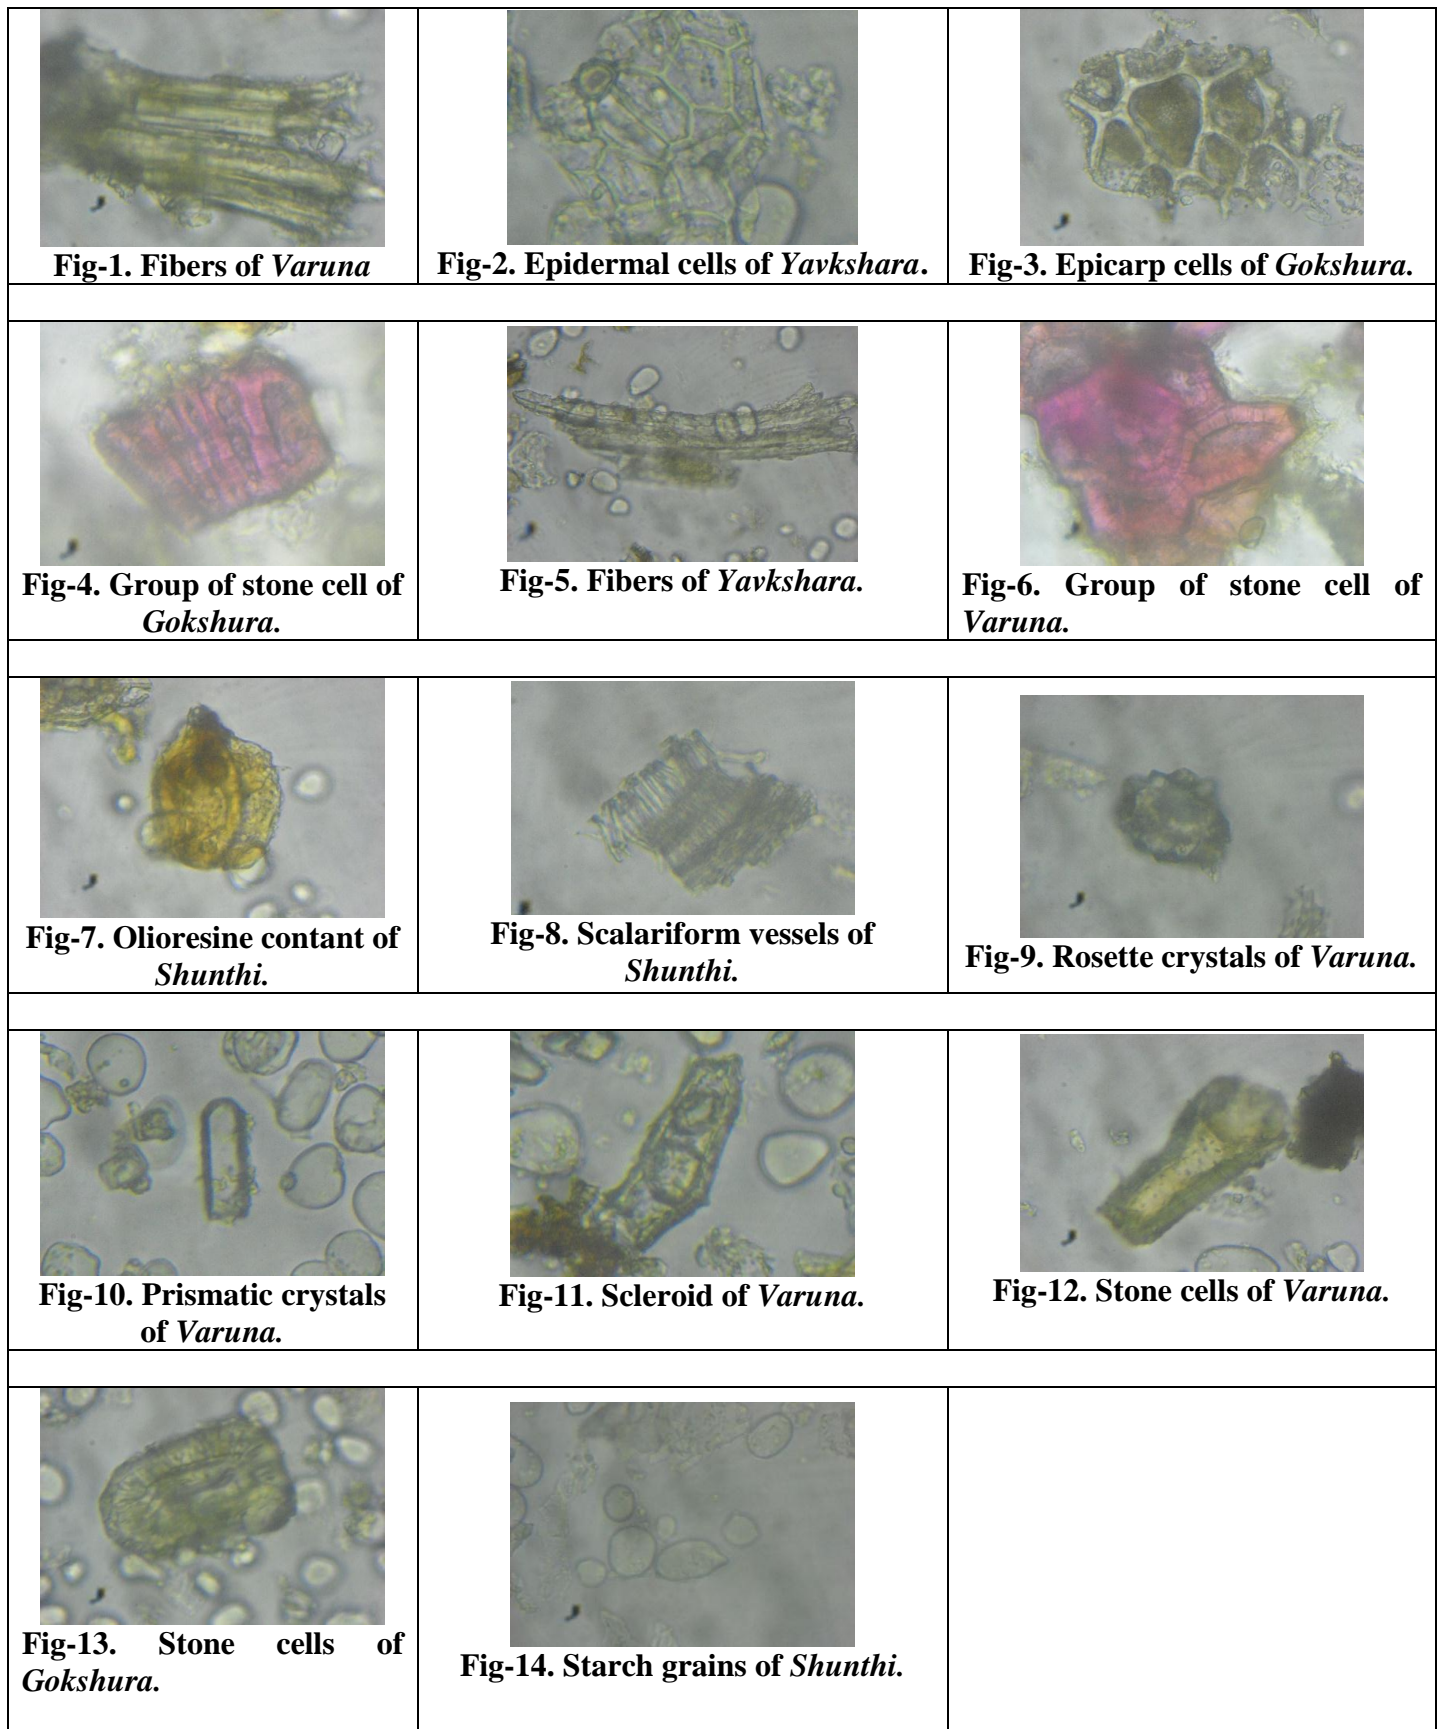 Fig-1. Fibers of Varuna
Fig-2. Epidermal cells of Yavkshara.
Fig-3. Epicarp cells of Gokshura.
Fig-4. Group of stone cell of
Gokshura.
Fig-5. Fibers of Yavkshara.
Fig-6. Group of stone cell of
Varuna.
Fig-7. Olioresine contant of
Shunthi.
Fig-8. Scalariform vessels of
Shunthi.
Fig-9. Rosette crystals of Varuna.
Fig-10. Prismatic crystals
of Varuna.
Fig-11. Scleroid of Varuna.
Fig-12. Stone cells of Varuna.
Fig-13. Stone cells of
Gokshura.
Fig-14. Starch grains of Shunthi.